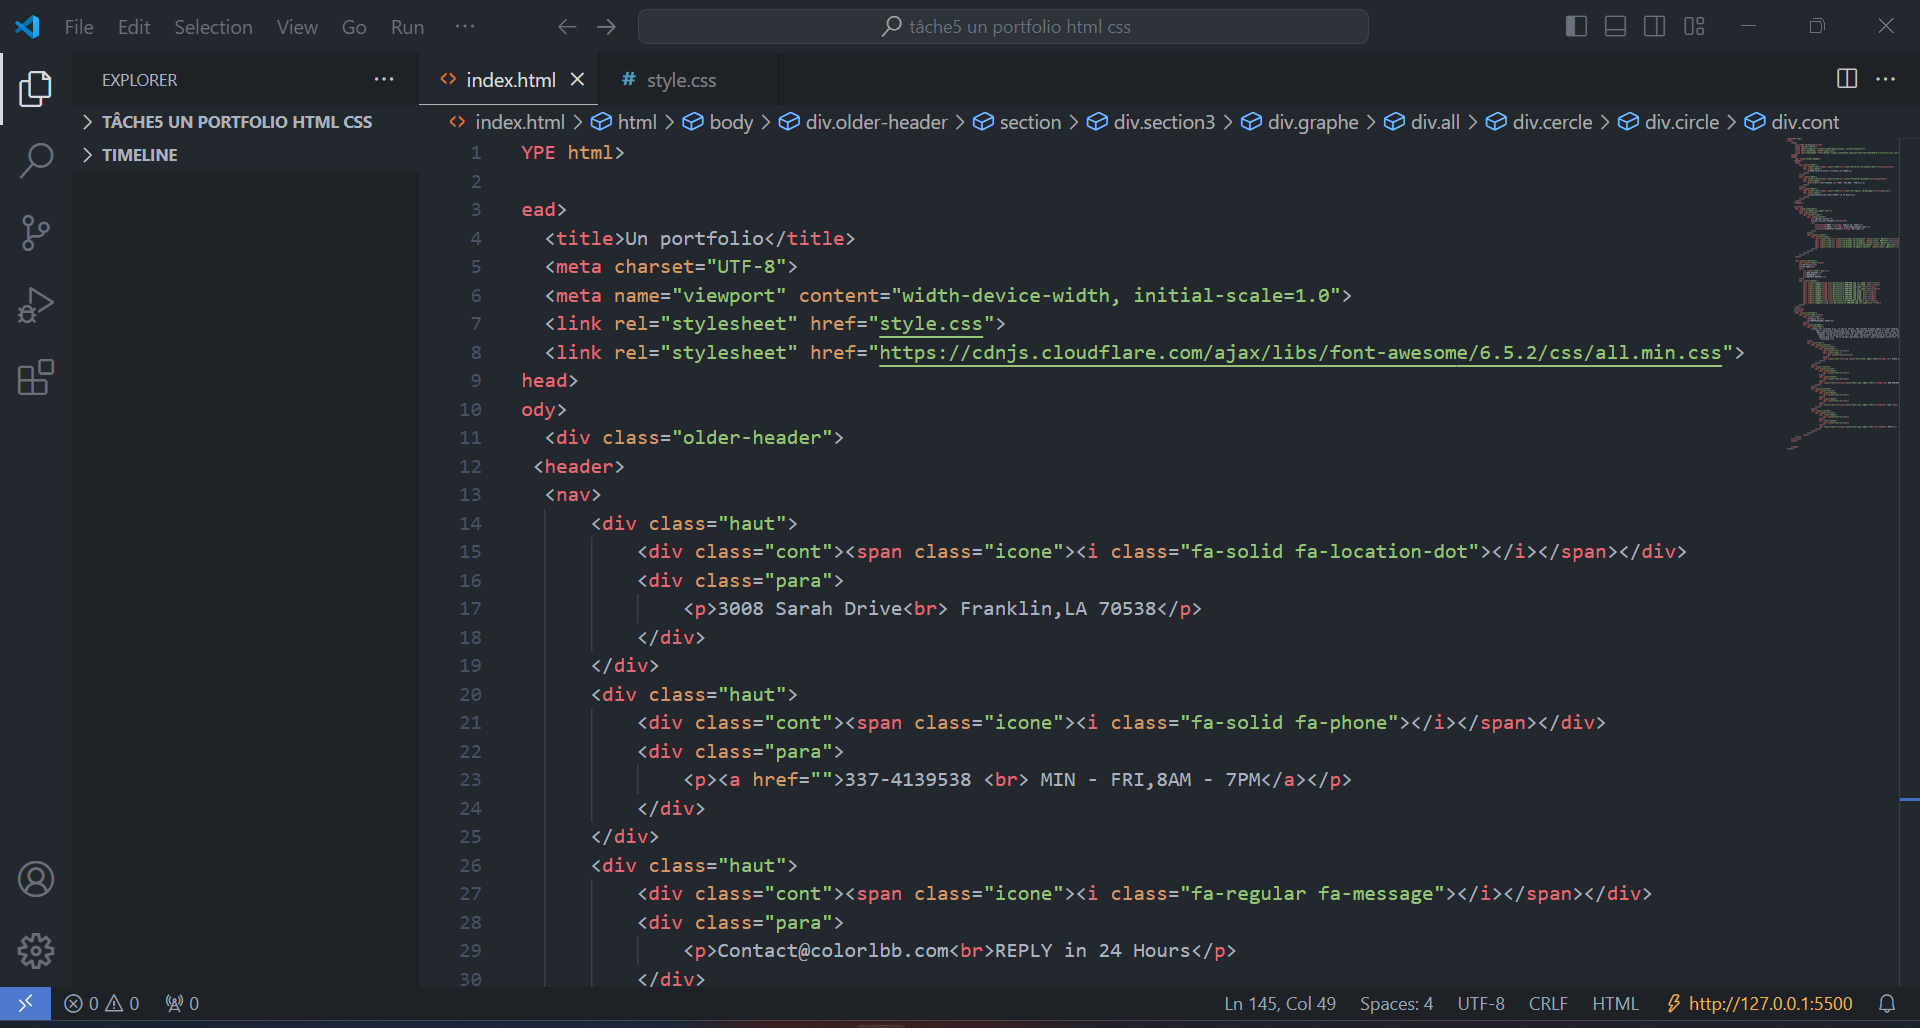 File Edit Selection View Go Run ···
tâche5 un portfolio html css
EXPLORER ···
TÂCHE5 UN PORTFOLIO HTML CSS
TIMELINE
index.html
# style.css
index.html > html > body > div.older-header > section > div.section3 > div.graphe > div.all > div.cercle > div.circle > div.cont
1 YPE html>
2
3 ead>
4 <title>Un portfolio</title>
5 <meta charset="UTF-8">
6 <meta name="viewport" content="width-device-width, initial-scale=1.0">
7 <link rel="stylesheet" href="style.css">
8 <link rel="stylesheet" href="https://cdnjs.cloudflare.com/ajax/libs/font-awesome/6.5.2/css/all.min.css">
9 head>
10 ody>
11 <div class="older-header">
12 <header>
13 <nav>
14 <div class="haut">
15 <div class="cont"><span class="icone"><i class="fa-solid fa-location-dot"></i></span></div>
16 <div class="para">
17 <p>3008 Sarah Drive<br> Franklin,LA 70538</p>
18 </div>
19 </div>
20 <div class="haut">
21 <div class="cont"><span class="icone"><i class="fa-solid fa-phone"></i></span></div>
22 <div class="para">
23 <p><a href="">337-4139538 <br> MIN - FRI,8AM - 7PM</a></p>
24 </div>
25 </div>
26 <div class="haut">
27 <div class="cont"><span class="icone"><i class="fa-regular fa-message"></i></span></div>
28 <div class="para">
29 <p>Contact@colorlbb.com<br>REPLY in 24 Hours</p>
30 </div>
0 0 0
Ln 145, Col 49 Spaces: 4 UTF-8 CRLF HTML http://127.0.0.1:5500